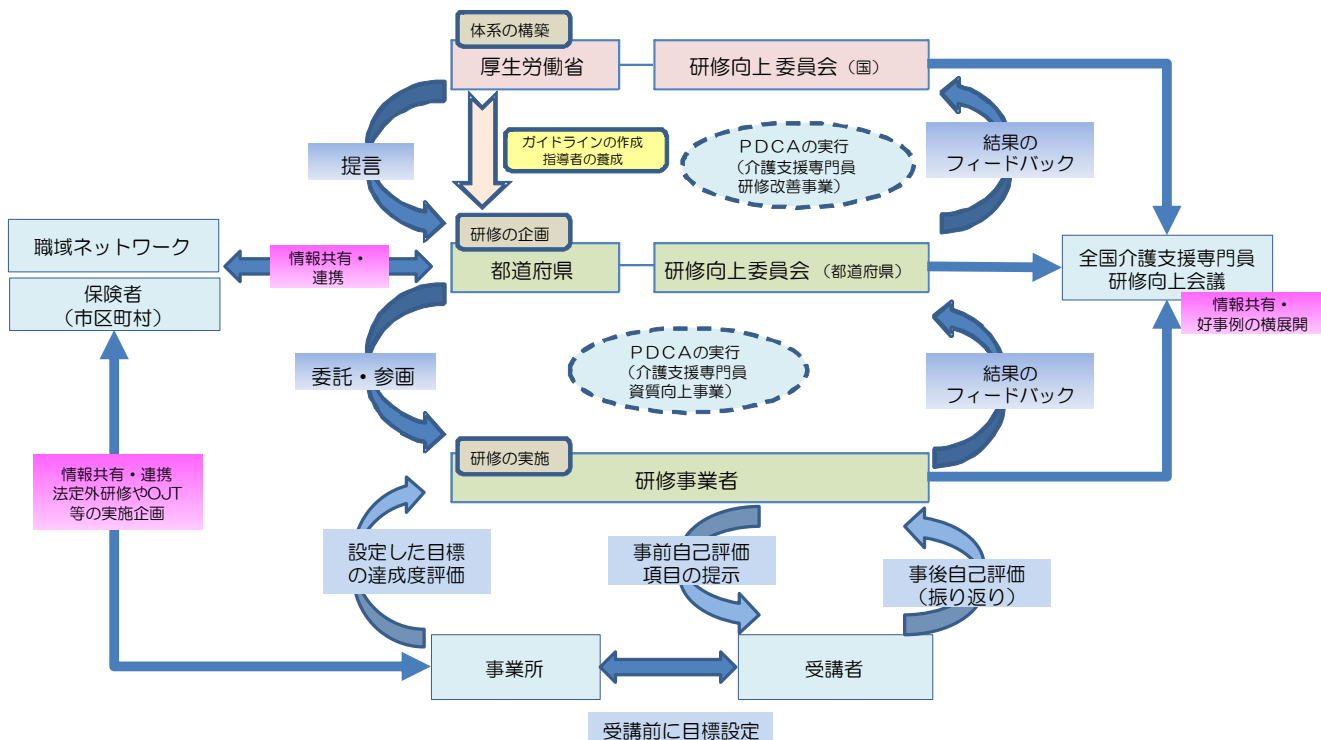 体系の構築
厚生労働省
研修向上委員会（国）
ガイドラインの作成
指導者の養成
提言
ＰＤＣＡの実行
（介護支援専門員
研修改善事業）
結果の
フィードバック
研修の企画
職域ネットワーク
情報共有・
連携
都道府県
研修向上委員会（都道府県）
全国介護支援専門員
研修向上会議
保険者
（市区町村）
情報共有・
好事例の横展開
ＰＤＣＡの実行
（介護支援専門員
資質向上事業）
委託・参画
結果の
フィードバック
研修の実施
研修事業者
情報共有・連携
法定外研修やOJT
等の実施企画
設定した目標
の達成度評価
事前自己評価
項目の提示
事後自己評価
（振り返り）
事業所
受講者
受講前に目標設定